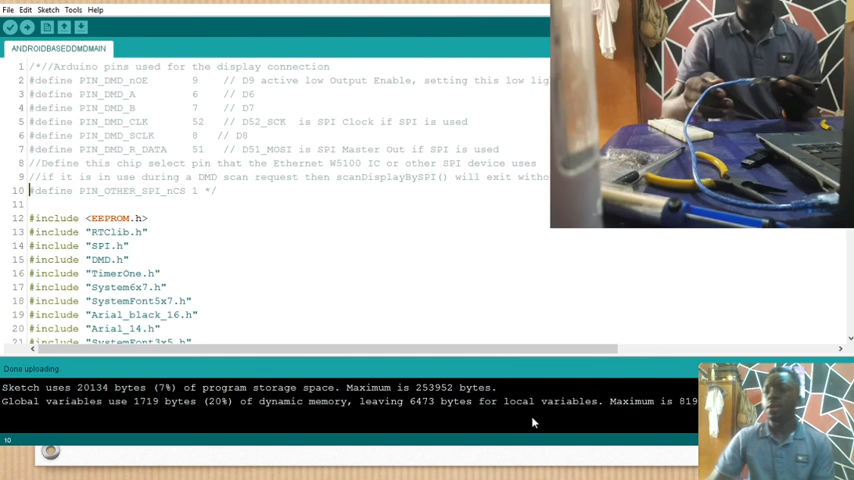 File Edit Sketch Tools Help
ANDROIDBASEDDMDMAIN
1 /*//Arduino pins used for the display connection
2 #define PIN_DMD_nOE 9 // D9 active low Output Enable, setting this low lig
3 #define PIN_DMD_A 6 // D6
4 #define PIN_DMD_B 7 // D7
5 #define PIN_DMD_CLK 52 // D52_SCK is SPI Clock if SPI is used
6 #define PIN_DMD_SCLK 8 // D8
7 #define PIN_DMD_R_DATA 51 // D51_MOSI is SPI Master Out if SPI is used
8 //Define this chip select pin that the Ethernet W5100 IC or other SPI device uses
9 //if it is in use during a DMD scan request then scanDisplayBySPI() will exit witho
10 #define PIN_OTHER_SPI_nCS 1 */
11
12 #include <EEPROM.h>
13 #include "RTClib.h"
14 #include "SPI.h"
15 #include "DMD.h"
16 #include "TimerOne.h"
17 #include "System6x7.h"
18 #include "SystemFont5x7.h"
19 #include "Arial_black_16.h"
20 #include "Arial_14.h"
21 #include "SystemFont3x5.h"
Done uploading.
Sketch uses 20134 bytes (7%) of program storage space. Maximum is 253952 bytes.
Global variables use 1719 bytes (20%) of dynamic memory, leaving 6473 bytes for local variables. Maximum is 819
10